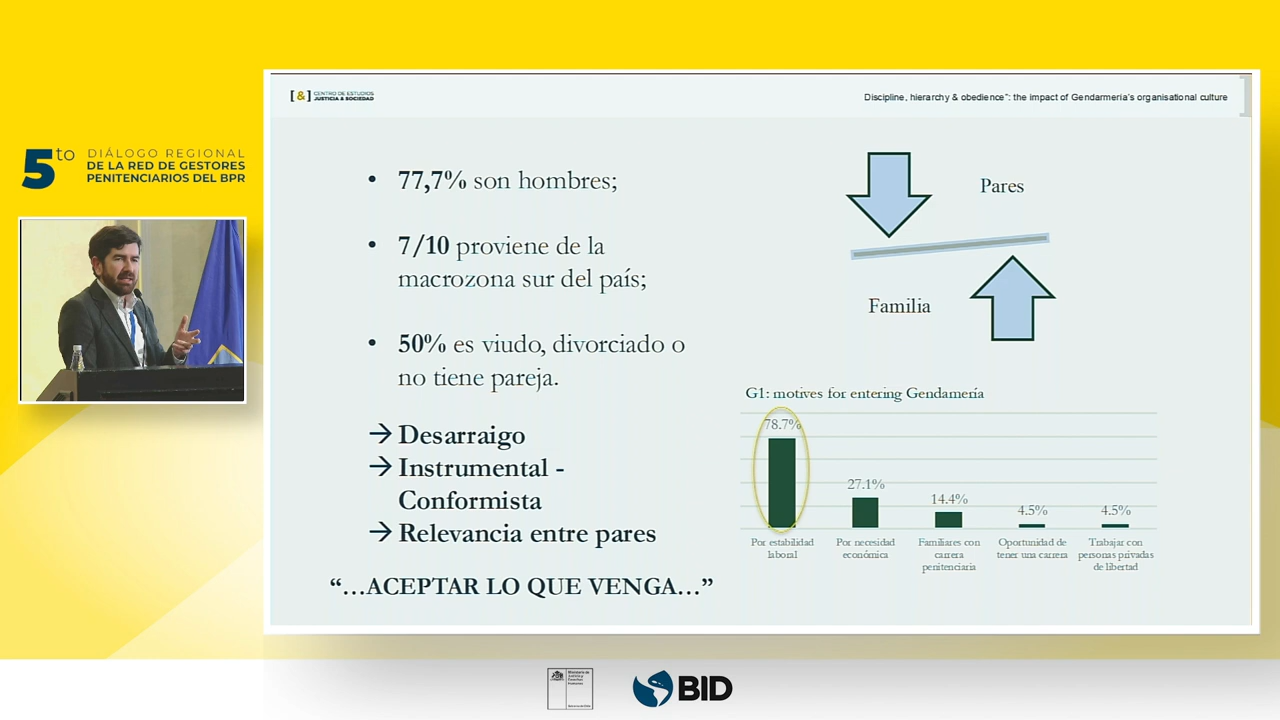 5to DIÁLOGO REGIONAL
DE LA RED DE GESTORES
PENITENCIARIOS DEL BPR
[&] CENTRO DE ESTUDIOS
JUSTICIA & SOCIEDAD
Discipline, hierarchy & obedience": the impact of Gendarmería's organisational culture
• 77,7% son hombres;
• 7/10 proviene de la
macrozona sur del país;
• 50% es viudo, divorciado o
no tiene pareja.
→ Desarraigo
→ Instrumental -
Conformista
→ Relevancia entre pares
“…ACEPTAR LO QUE VENGA…”
Pares
Familia
G1: motives for entering Gendamería
78.7%
27.1%
14.4%
4.5%
4.5%
Por estabilidad
laboral
Por necesidad
económica
Familiares con
carrera
penitenciaria
Oportunidad de
tener una carrera
Trabajar con
personas privadas
de libertad
BID